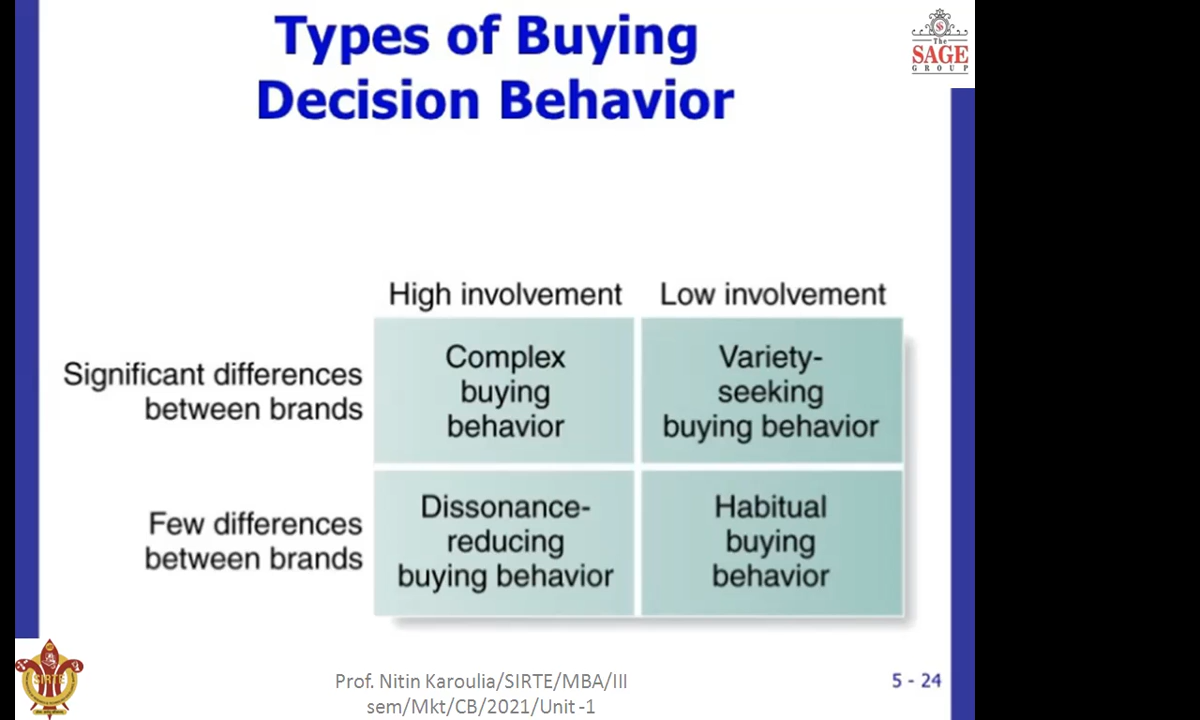 Types of Buying
Decision Behavior
The
SAGE
GROUP
High involvement
Low involvement
Significant differences
between brands
Complex
buying
behavior
Variety-
seeking
buying behavior
Few differences
between brands
Dissonance-
reducing
buying behavior
Habitual
buying
behavior
SIRTE
Prof. Nitin Karoulia/SIRTE/MBA/III
sem/Mkt/CB/2021/Unit -1
5 - 24